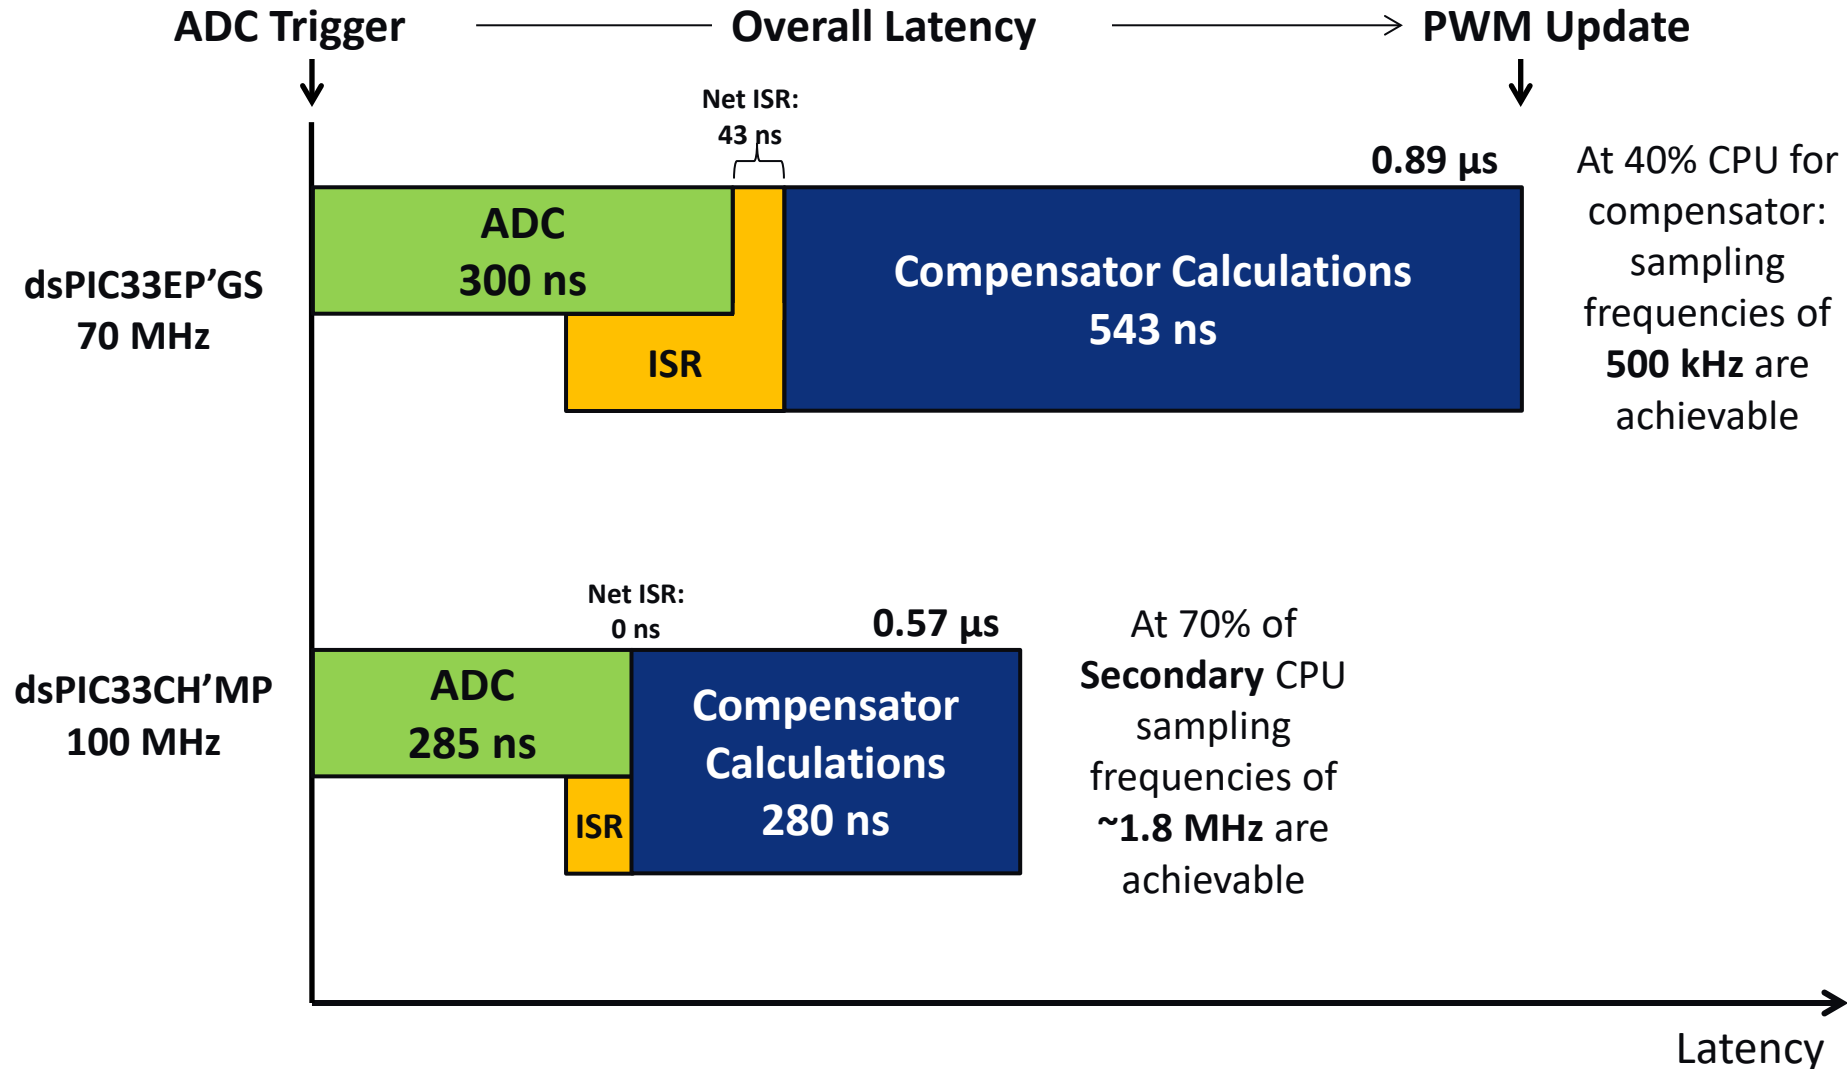 ADC Trigger
Overall Latency
PWM Update
Net ISR:
43 ns
0.89 µs
dsPIC33EP’GS
70 MHz
ADC
300 ns
ISR
Compensator Calculations
543 ns
At 40% CPU for
compensator:
sampling
frequencies of
500 kHz are
achievable
Net ISR:
0 ns
0.57 µs
dsPIC33CH’MP
100 MHz
ADC
285 ns
ISR
Compensator
Calculations
280 ns
At 70% of
Secondary CPU
sampling
frequencies of
~1.8 MHz are
achievable
Latency